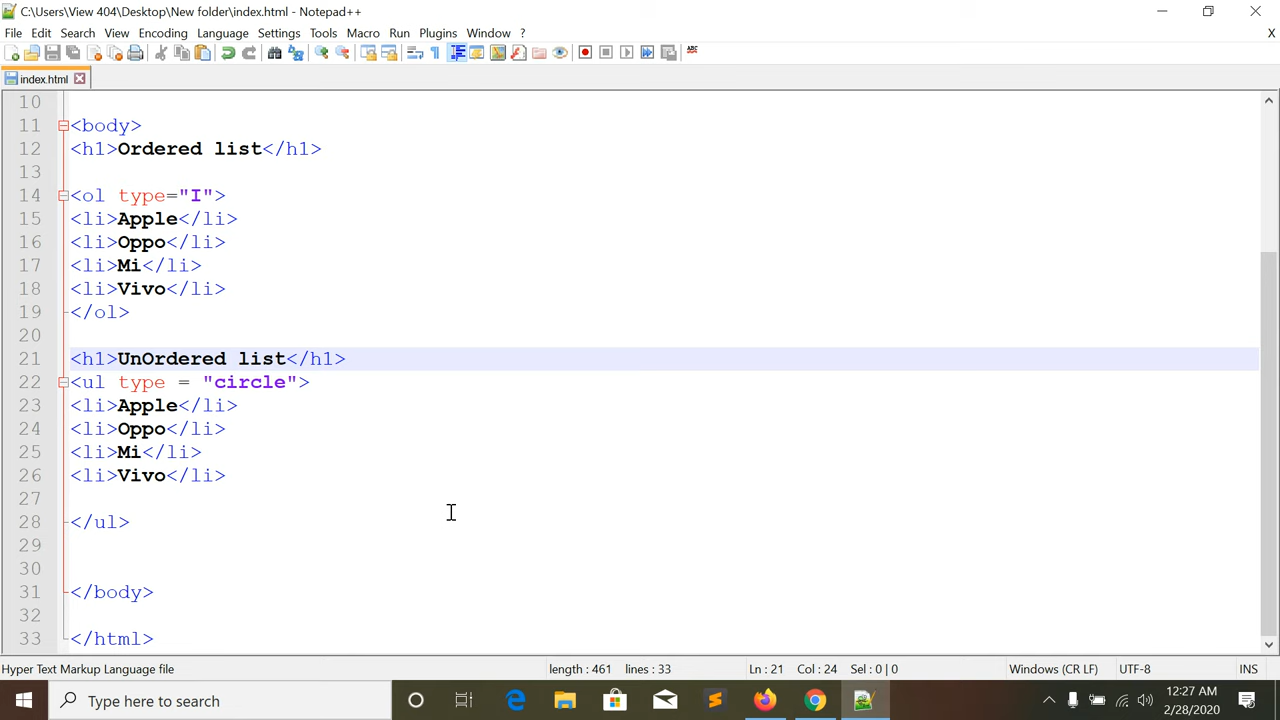 C:\Users\View 404\Desktop\New folder\index.html - Notepad++
File Edit Search View Encoding Language Settings Tools Macro Run Plugins Window ? X
index.html
10
11 <body>
12 <h1>Ordered list</h1>
13
14 <ol type="I">
15 <li>Apple</li>
16 <li>Oppo</li>
17 <li>Mi</li>
18 <li>Vivo</li>
19 </ol>
20
21 <h1>UnOrdered list</h1>
22 <ul type = "circle">
23 <li>Apple</li>
24 <li>Oppo</li>
25 <li>Mi</li>
26 <li>Vivo</li>
27
28 </ul>
29
30
31 </body>
32
33 </html>
Hyper Text Markup Language file length : 461 lines : 33 Ln : 21 Col : 24 Sel : 0 | 0 Windows (CR LF) UTF-8 INS
Type here to search
12:27 AM
2/28/2020